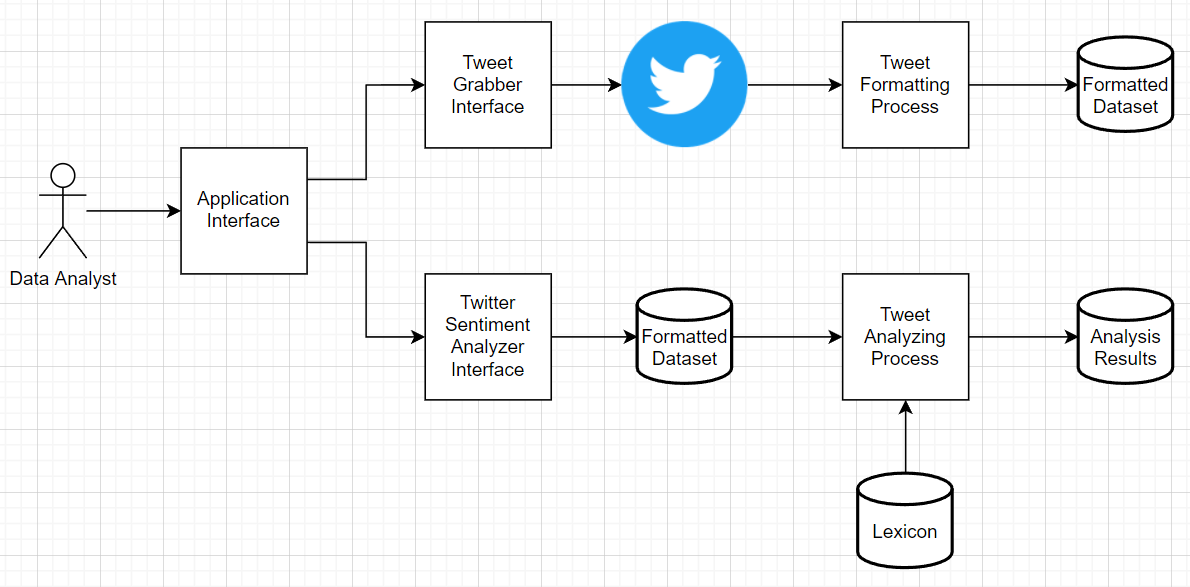 Tweet
Grabber
Interface
Tweet
Formatting
Process
Formatted
Dataset
Application
Interface
Data Analyst
Twitter
Sentiment
Analyzer
Interface
Formatted
Dataset
Tweet
Analyzing
Process
Analysis
Results
Lexicon